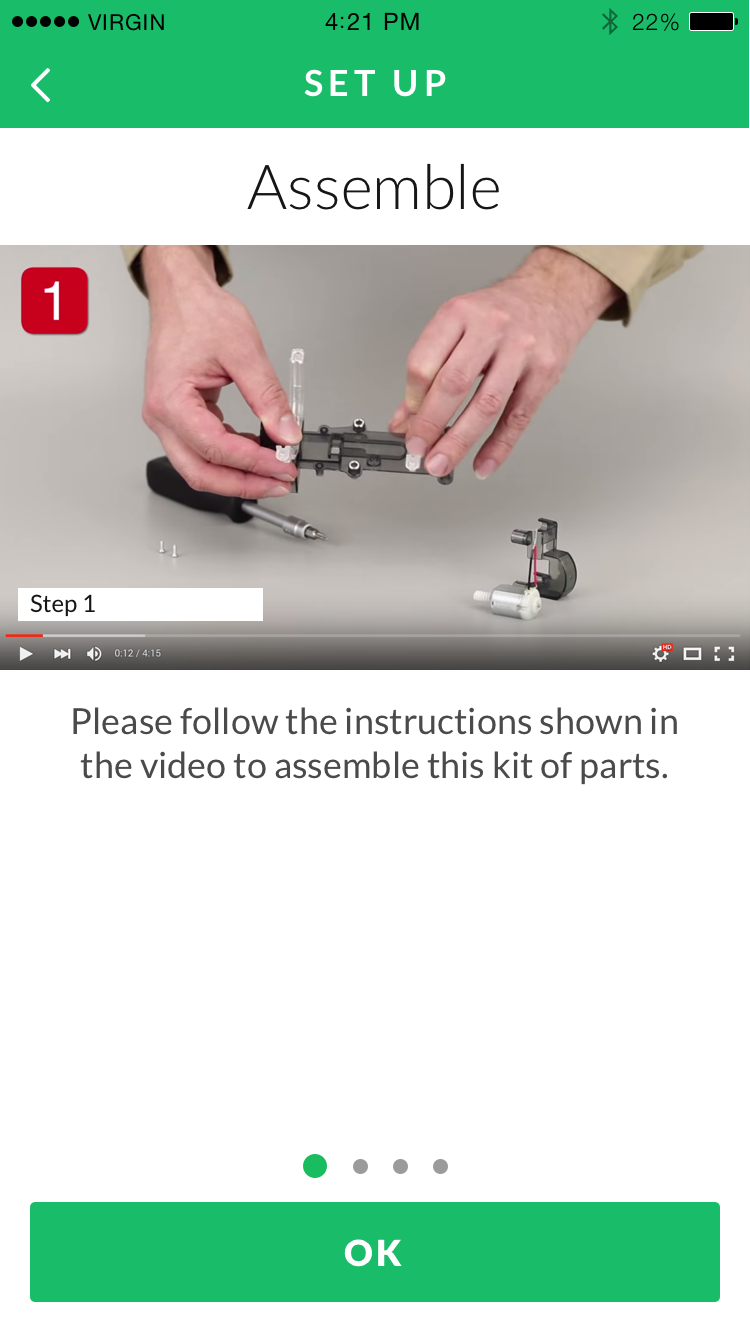 VIRGIN 4:21 PM 22%
SET UP
Assemble
1
Step 1
0:12 / 4:15 HD
Please follow the instructions shown in
the video to assemble this kit of parts.
OK